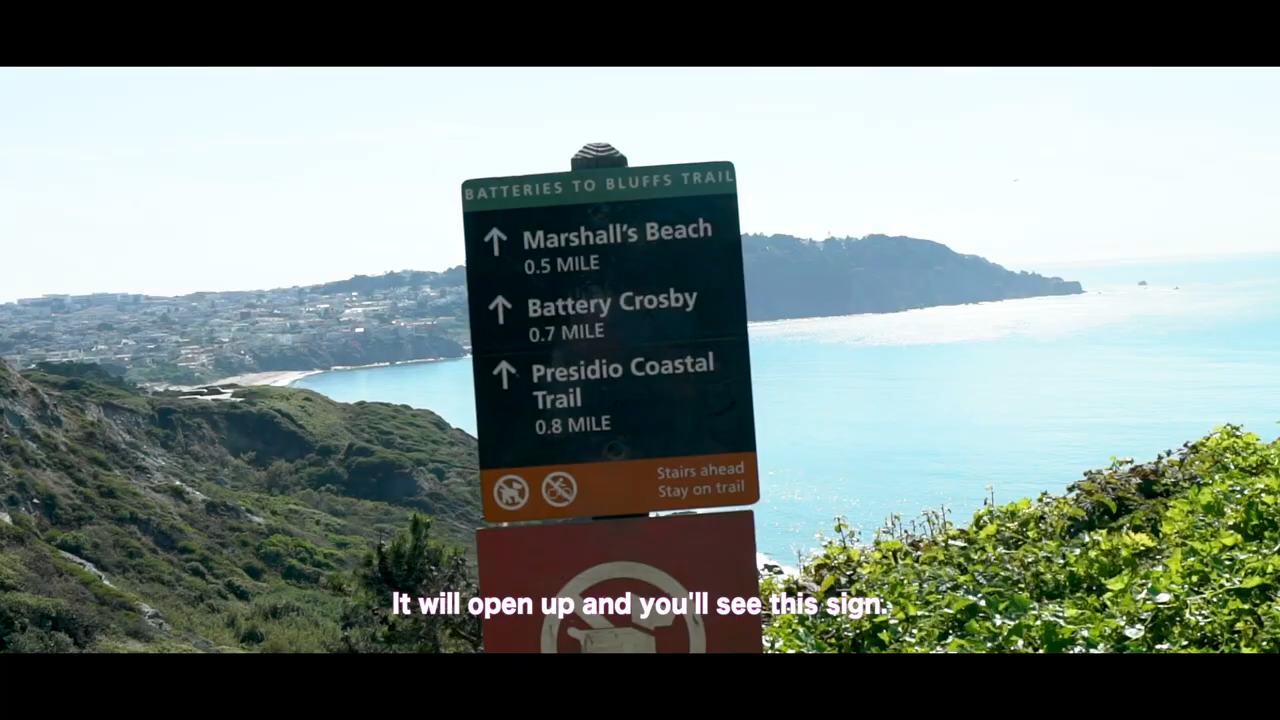 BATTERIES TO BLUFFS TRAIL
Marshall's Beach
0.5 MILE
Battery Crosby
0.7 MILE
Presidio Coastal
Trail
0.8 MILE
Stairs ahead
Stay on trail
It will open up and you'll see this sign.